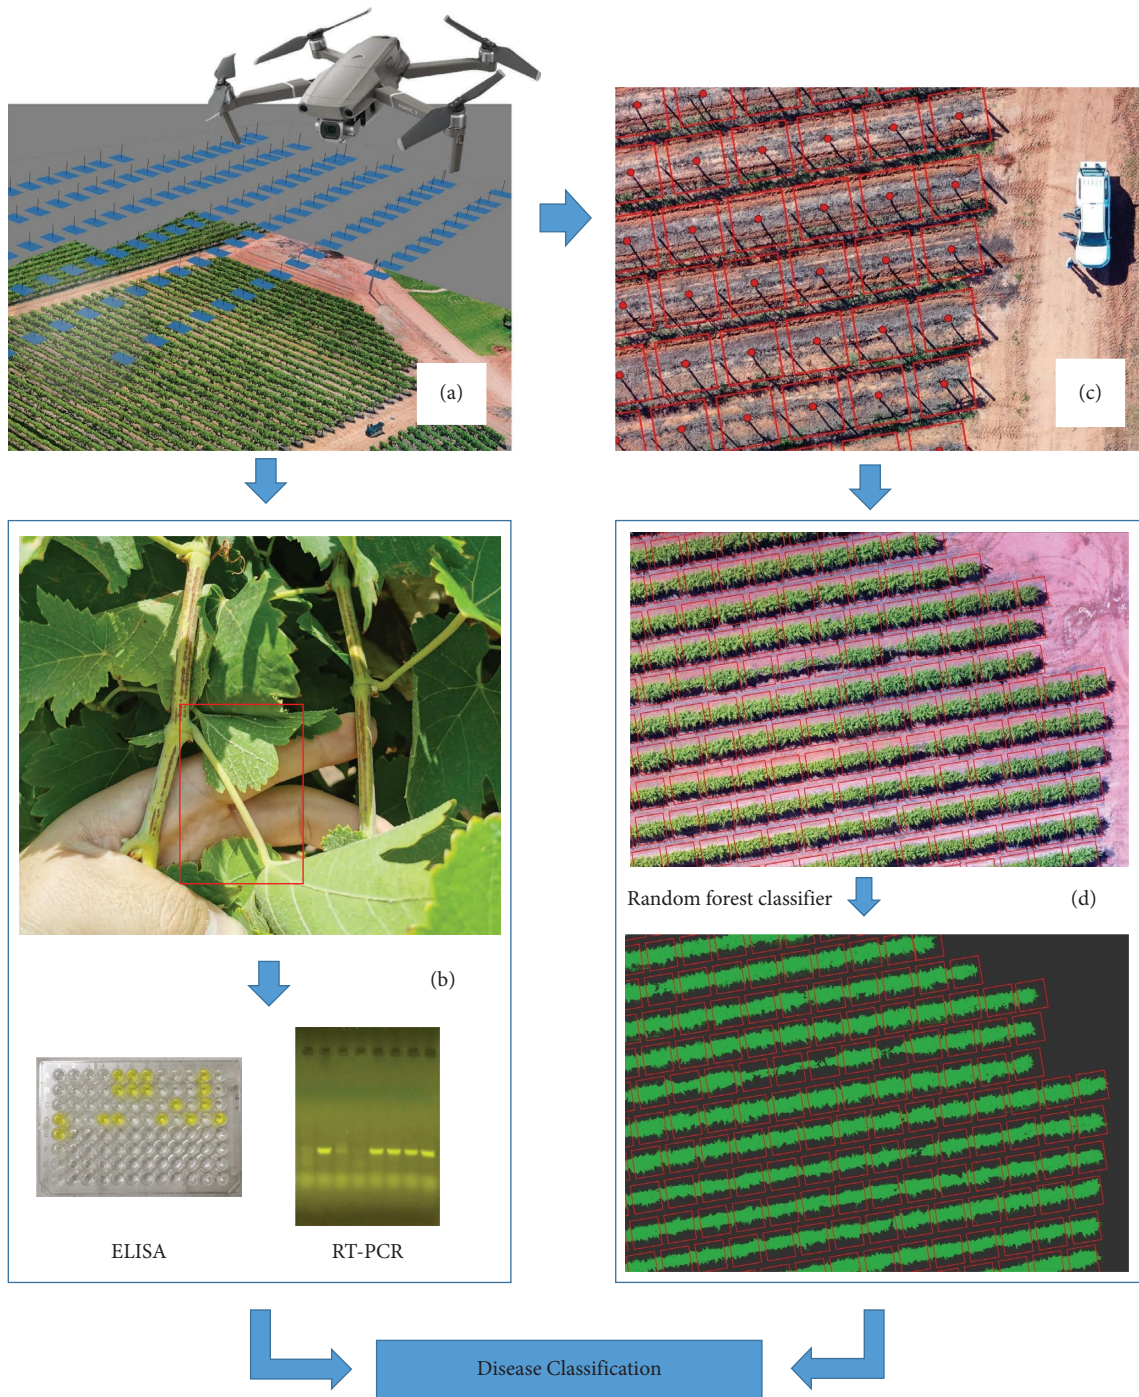 (a)
(c)
Random forest classifier
(d)
(b)
ELISA
RT-PCR
Disease Classification